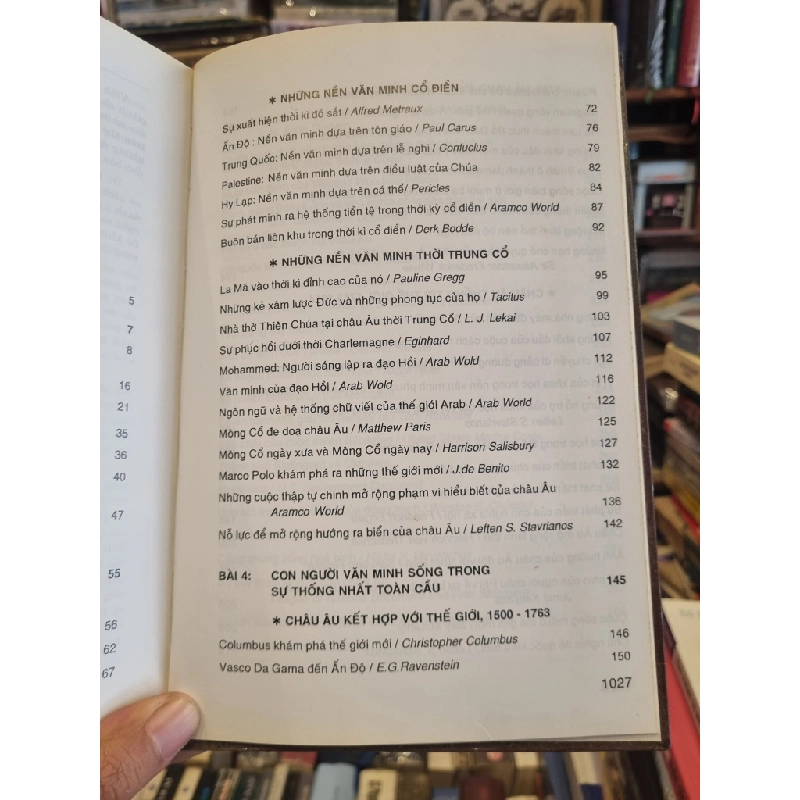 5
7
8
16
21
35
36
40
47
55
56
62
67
* NHỮNG NỀN VĂN MINH CỔ ĐIỂN
Sự xuất hiện thời kì đồ sắt / Alfred Metraux 72
Ấn Độ: Nền văn minh dựa trên tôn giáo / Paul Carus 76
Trung Quốc: Nền văn minh dựa trên lễ nghi / Confucius 79
Palestine: Nền văn minh dựa trên điều luật của Chúa 82
Hy Lạc: Nền văn minh dựa trên cá thể / Pericles 84
Sự phát minh ra hệ thống tiền tệ trong thời kỳ cổ điển / Aramco World 87
Buôn bán liên khu trong thời kì cổ điển / Derk Bodde 92
* NHỮNG NỀN VĂN MINH THỜI TRUNG CỔ
La Mã vào thời kì đỉnh cao của nó / Pauline Gregg 95
Những kẻ xâm lược Đức và những phong tục của họ / Tacitus 99
Nhà thờ Thiên Chúa tại châu Âu thời Trung Cổ / L. J. Lekai 103
Sự phục hồi dưới thời Charlemagne / Eginhard 107
Mohammed: Người sáng lập ra đạo Hồi / Arab Wold 112
Văn minh của đạo Hồi / Arab Wold 116
Ngôn ngữ và hệ thống chữ viết của thế giới Arab / Arab World 122
Mông Cổ đe doạ châu Âu / Matthew Paris 125
Mông Cổ ngày xưa và Mông Cổ ngày nay / Harrison Salisbury 127
Marco Polo khám phá ra những thế giới mới / J.de Benito 132
Những cuộc thập tự chinh mở rộng phạm vi hiểu biết của châu Âu
Aramco World 136
Nỗ lực để mở rộng hướng ra biển của châu Âu / Leften S. Stavrianos 142
BÀI 4: CON NGƯỜI VĂN MINH SỐNG TRONG
SỰ THỐNG NHẤT TOÀN CẦU 145
* CHÂU ÂU KẾT HỢP VỚI THẾ GIỚI, 1500 - 1763
Columbus khám phá thế giới mới / Christopher Columbus 146
Vasco Da Gama đến Ấn Độ / E.G.Ravenstein 150
1027